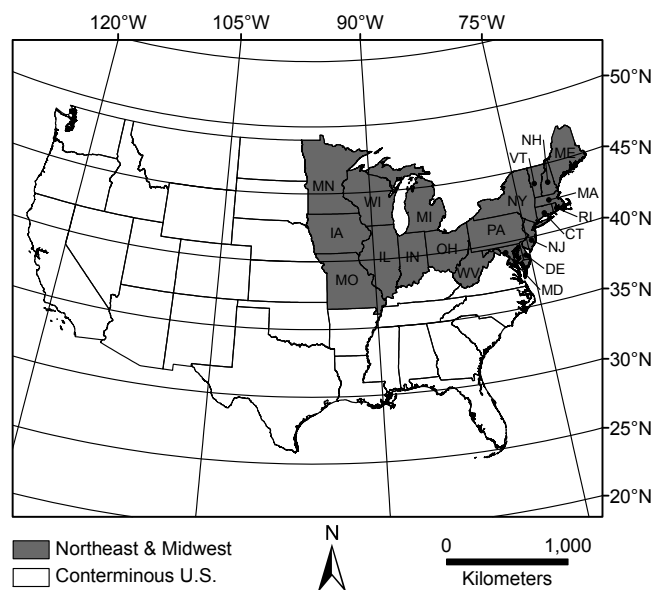 120°W 105°W 90°W 75°W
50°N
45°N
40°N
35°N
30°N
25°N
20°N
NH
VT
ME
MN
WI
MI
NY
MA
RI
CT
IA
PA
NJ
IL
IN
OH
DE
MO
WV
MD
N
Northeast & Midwest
Conterminous U.S.
0 1,000
Kilometers